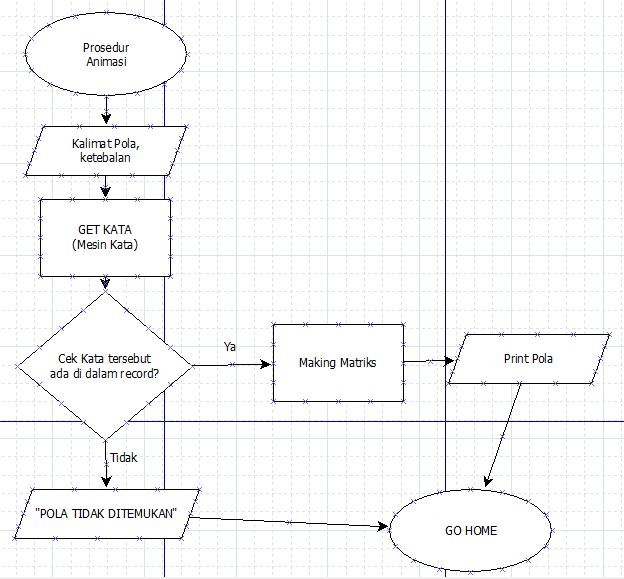 Prosedur
Animasi
Kalimat Pola,
ketebalan
GET KATA
(Mesin Kata)
Cek Kata tersebut
ada di dalam record?
Ya
Making Matriks
Print Pola
Tidak
"POLA TIDAK DITEMUKAN"
GO HOME